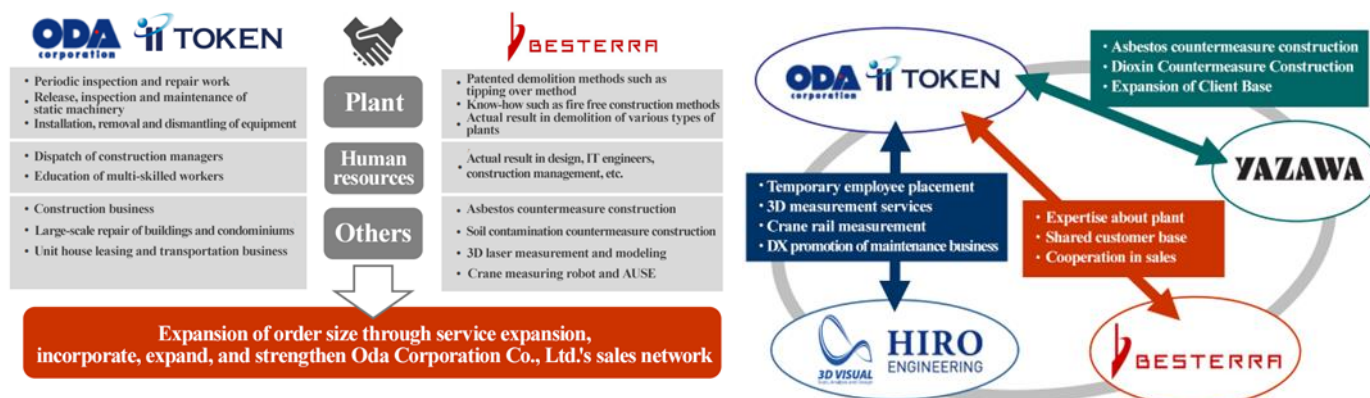 ODA
corporation
TOKEN
BESTERRA
• Periodic inspection and repair work
• Release, inspection and maintenance of
static machinery
• Installation, removal and dismantling of equipment
Plant
• Patented demolition methods such as
tipping over method
• Know-how such as fire free construction methods
• Actual result in demolition of various types of
plants
• Dispatch of construction managers
• Education of multi-skilled workers
Human
resources
• Actual result in design, IT engineers,
construction management, etc.
• Construction business
• Large-scale repair of buildings and condominiums
• Unit house leasing and transportation business
Others
• Asbestos countermeasure construction
• Soil contamination countermeasure construction
• 3D laser measurement and modeling
• Crane measuring robot and AUSE
Expansion of order size through service expansion,
incorporate, expand, and strengthen Oda Corporation Co., Ltd.'s sales network
ODA
corporation
TOKEN
• Asbestos countermeasure construction
• Dioxin Countermeasure Construction
• Expansion of Client Base
YAZAWA
• Temporary employee placement
• 3D measurement services
• Crane rail measurement
• DX promotion of maintenance business
• Expertise about plant
• Shared customer base
• Cooperation in sales
3D VISUAL
HIRO
ENGINEERING
BESTERRA